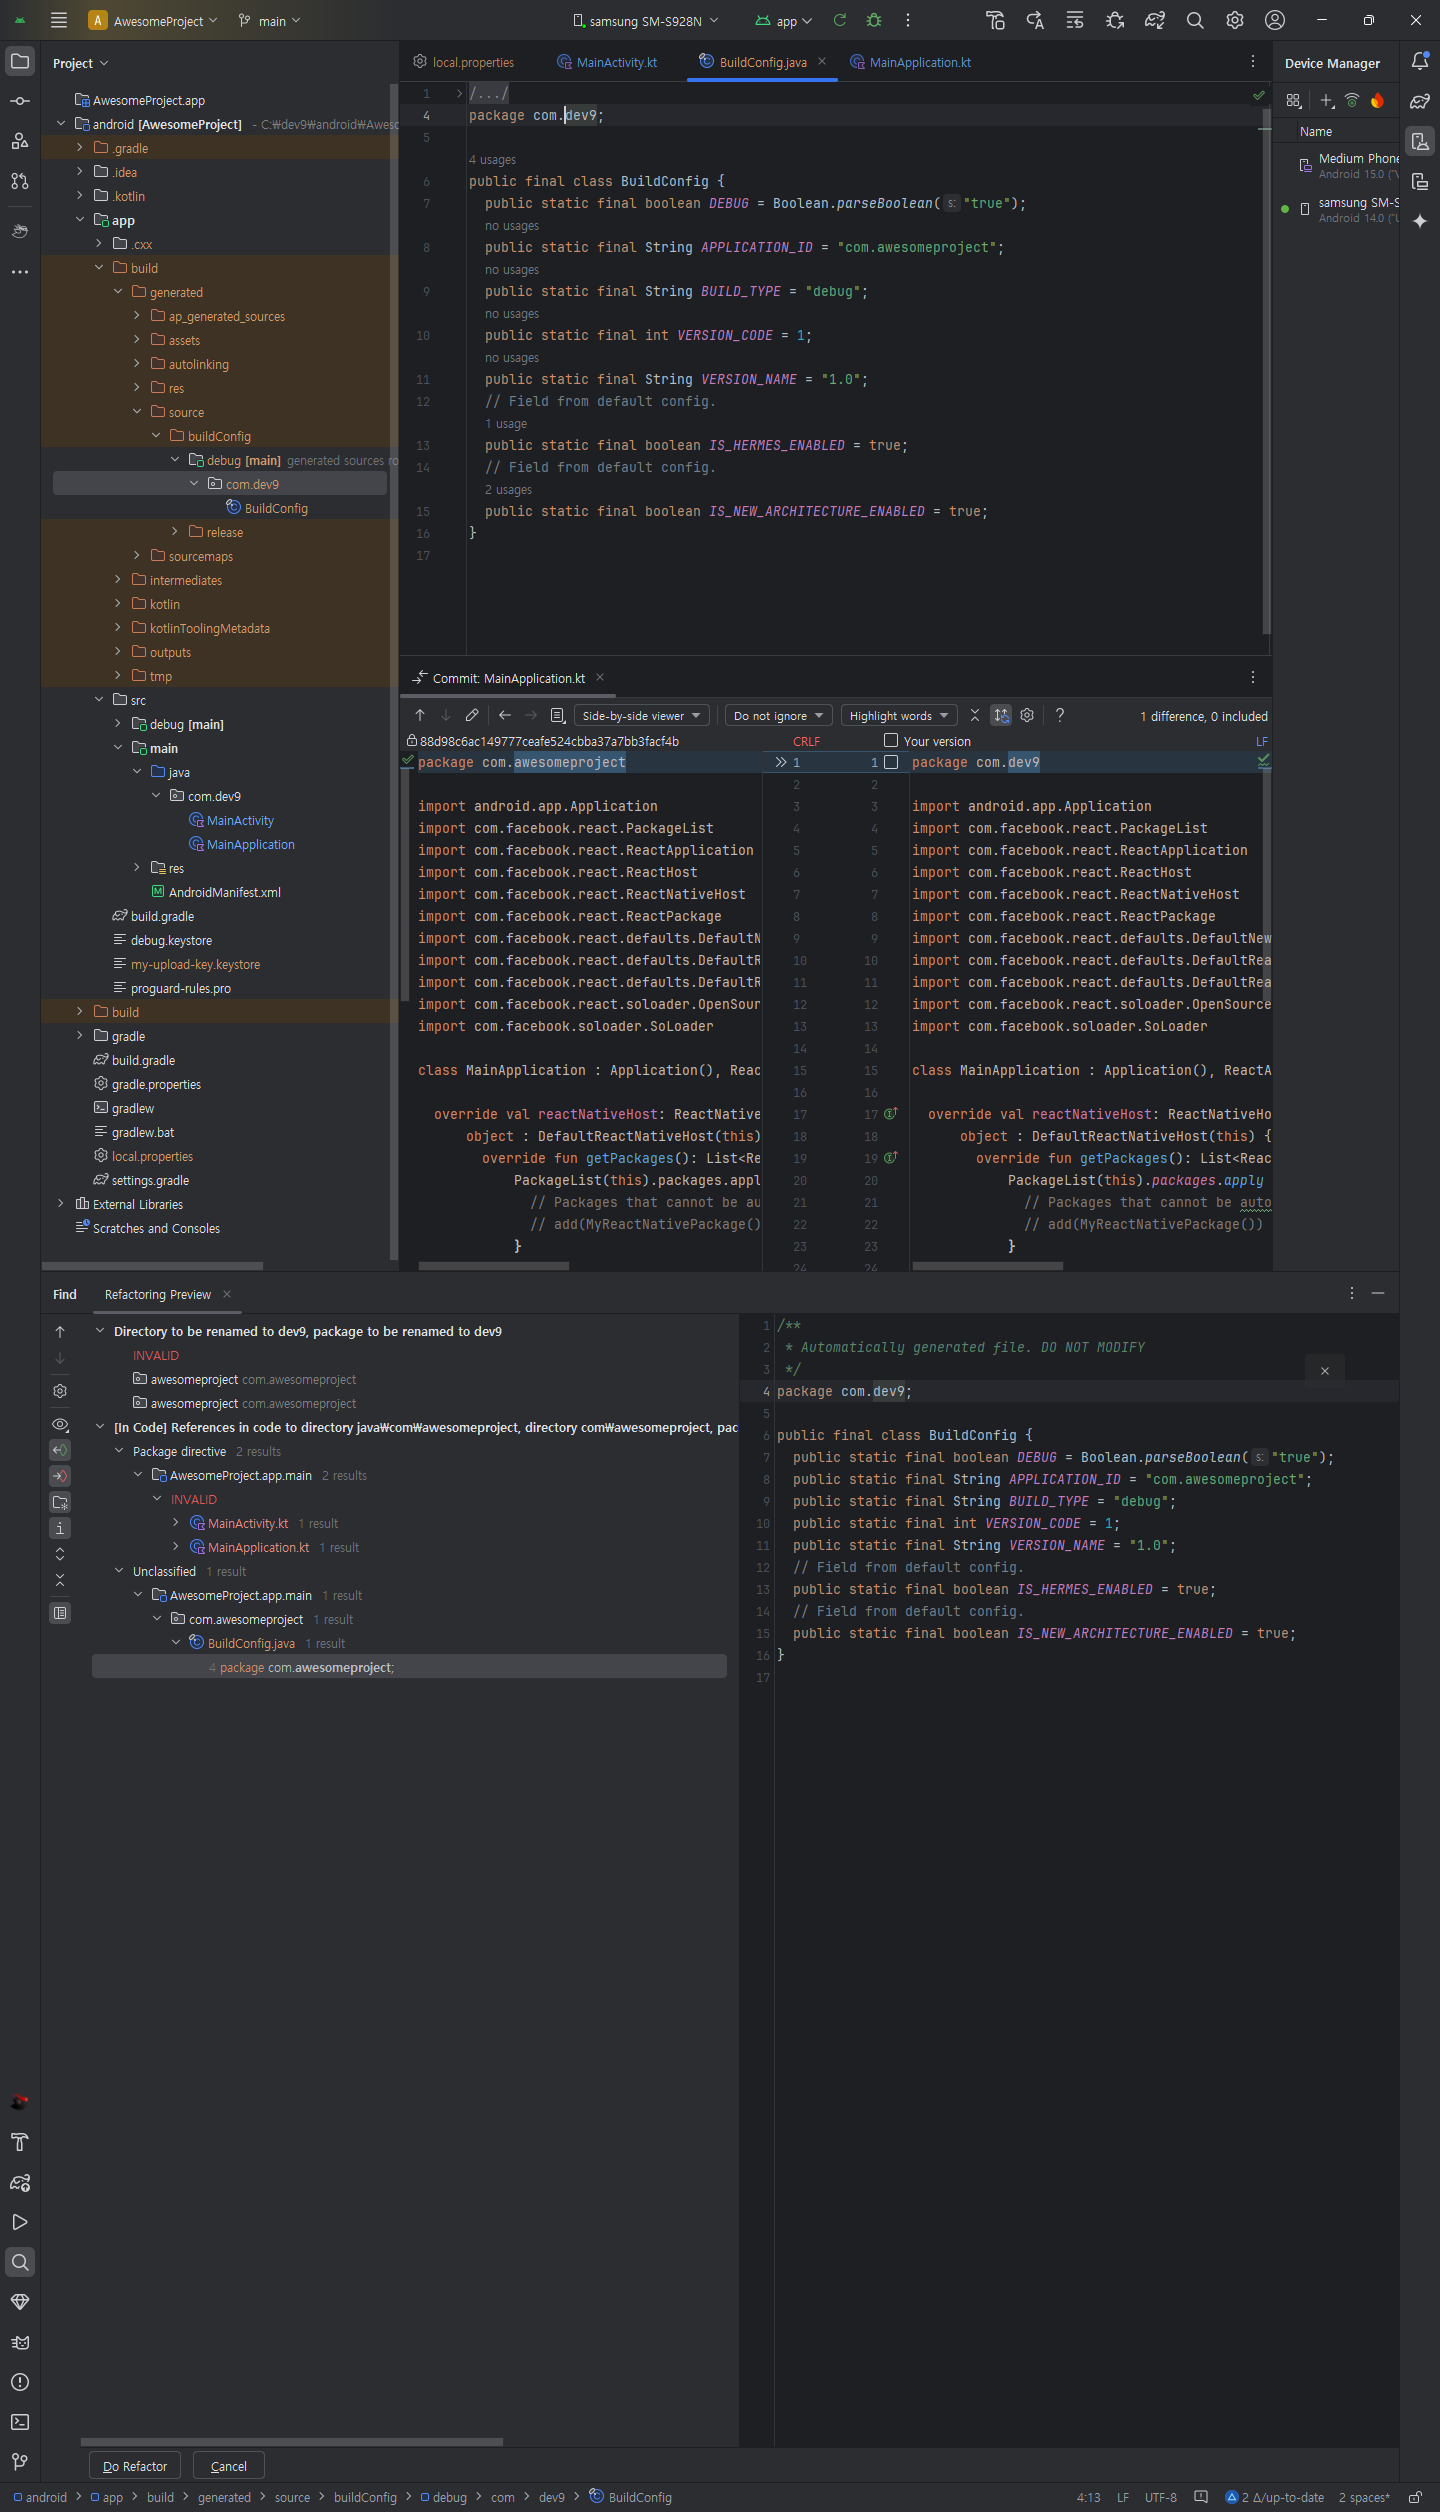 A AwesomeProject main samsung SM-S928N app
Project
AwesomeProject.app
android [AwesomeProject] - C:₩dev9₩android₩Aweso
.gradle
.idea
.kotlin
app
.cxx
build
generated
ap_generated_sources
assets
autolinking
res
source
buildConfig
debug [main] generated sources ro
com.dev9
BuildConfig
release
sourcemaps
intermediates
kotlin
kotlinToolingMetadata
outputs
tmp
src
debug [main]
main
java
com.dev9
MainActivity
MainApplication
res
AndroidManifest.xml
build.gradle
debug.keystore
my-upload-key.keystore
proguard-rules.pro
build
gradle
build.gradle
gradle.properties
gradlew
gradlew.bat
local.properties
settings.gradle
External Libraries
Scratches and Consoles
local.properties MainActivity.kt BuildConfig.java MainApplication.kt
1 /.../
4 package com.dev9;
5
4 usages
6 public final class BuildConfig {
7 public static final boolean DEBUG = Boolean.parseBoolean( s: "true");
no usages
8 public static final String APPLICATION_ID = "com.awesomeproject";
no usages
9 public static final String BUILD_TYPE = "debug";
no usages
10 public static final int VERSION_CODE = 1;
no usages
11 public static final String VERSION_NAME = "1.0";
12 // Field from default config.
1 usage
13 public static final boolean IS_HERMES_ENABLED = true;
14 // Field from default config.
2 usages
15 public static final boolean IS_NEW_ARCHITECTURE_ENABLED = true;
16 }
17
Device Manager
Name
Medium Phone
Android 15.0 ("V
samsung SM-S
Android 14.0 ("U
Commit: MainApplication.kt
Side-by-side viewer Do not ignore Highlight words ? 1 difference, 0 included
88d98c6ac149777ceafe524cbba37a7bb3facf4b CRLF Your version LF
package com.awesomeproject 1 1 package com.dev9
2 2
import android.app.Application 3 3 import android.app.Application
import com.facebook.react.PackageList 4 4 import com.facebook.react.PackageList
import com.facebook.react.ReactApplication 5 5 import com.facebook.react.ReactApplication
import com.facebook.react.ReactHost 6 6 import com.facebook.react.ReactHost
import com.facebook.react.ReactNativeHost 7 7 import com.facebook.react.ReactNativeHost
import com.facebook.react.ReactPackage 8 8 import com.facebook.react.ReactPackage
import com.facebook.react.defaults.DefaultN 9 9 import com.facebook.react.defaults.DefaultNew
import com.facebook.react.defaults.DefaultR 10 10 import com.facebook.react.defaults.DefaultRea
import com.facebook.react.defaults.DefaultR 11 11 import com.facebook.react.defaults.DefaultRea
import com.facebook.react.soloader.OpenSour 12 12 import com.facebook.react.soloader.OpenSource
import com.facebook.soloader.SoLoader 13 13 import com.facebook.soloader.SoLoader
14 14
class MainApplication : Application(), Reac 15 15 class MainApplication : Application(), ReactA
16 16
override val reactNativeHost: ReactNative 17 17 override val reactNativeHost: ReactNativeHo
object : DefaultReactNativeHost(this) 18 18 object : DefaultReactNativeHost(this) {
override fun getPackages(): List<Re 19 19 override fun getPackages(): List<Reac
PackageList(this).packages.appl 20 20 PackageList(this).packages.apply
// Packages that cannot be au 21 21 // Packages that cannot be auto
// add(MyReactNativePackage() 22 22 // add(MyReactNativePackage())
} 23 23 }
24 24
Find Refactoring Preview
Directory to be renamed to dev9, package to be renamed to dev9
INVALID
awesomeproject com.awesomeproject
awesomeproject com.awesomeproject
[In Code] References in code to directory java₩com₩awesomeproject, directory com₩awesomeproject, pac
Package directive 2 results
AwesomeProject.app.main 2 results
INVALID
MainActivity.kt 1 result
MainApplication.kt 1 result
Unclassified 1 result
AwesomeProject.app.main 1 result
com.awesomeproject 1 result
BuildConfig.java 1 result
4 package com.awesomeproject;
1 /**
2 * Automatically generated file. DO NOT MODIFY
3 */
4 package com.dev9;
5
6 public final class BuildConfig {
7 public static final boolean DEBUG = Boolean.parseBoolean( s: "true");
8 public static final String APPLICATION_ID = "com.awesomeproject";
9 public static final String BUILD_TYPE = "debug";
10 public static final int VERSION_CODE = 1;
11 public static final String VERSION_NAME = "1.0";
12 // Field from default config.
13 public static final boolean IS_HERMES_ENABLED = true;
14 // Field from default config.
15 public static final boolean IS_NEW_ARCHITECTURE_ENABLED = true;
16 }
17
Do Refactor Cancel
android > app > build > generated > source > buildConfig > debug > com > dev9 > BuildConfig 4:13 LF UTF-8 2 Δ/up-to-date 2 spaces*